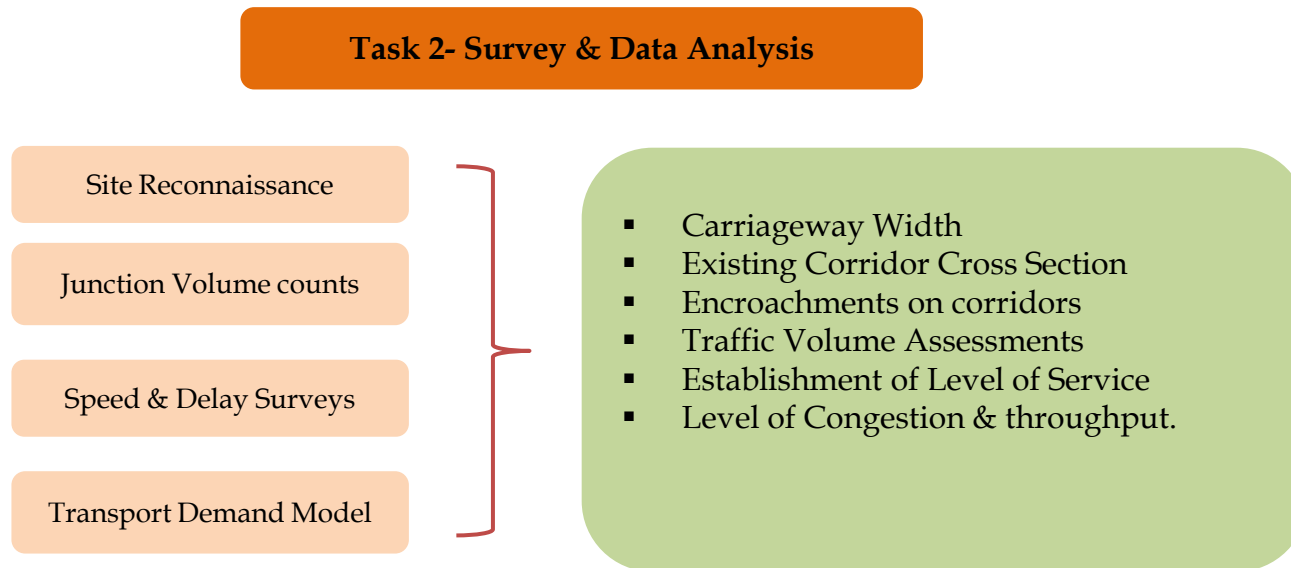 Task 2- Survey & Data Analysis
Site Reconnaissance
Junction Volume counts
Speed & Delay Surveys
Transport Demand Model
▪ Carriageway Width
▪ Existing Corridor Cross Section
▪ Encroachments on corridors
▪ Traffic Volume Assessments
▪ Establishment of Level of Service
▪ Level of Congestion & throughput.